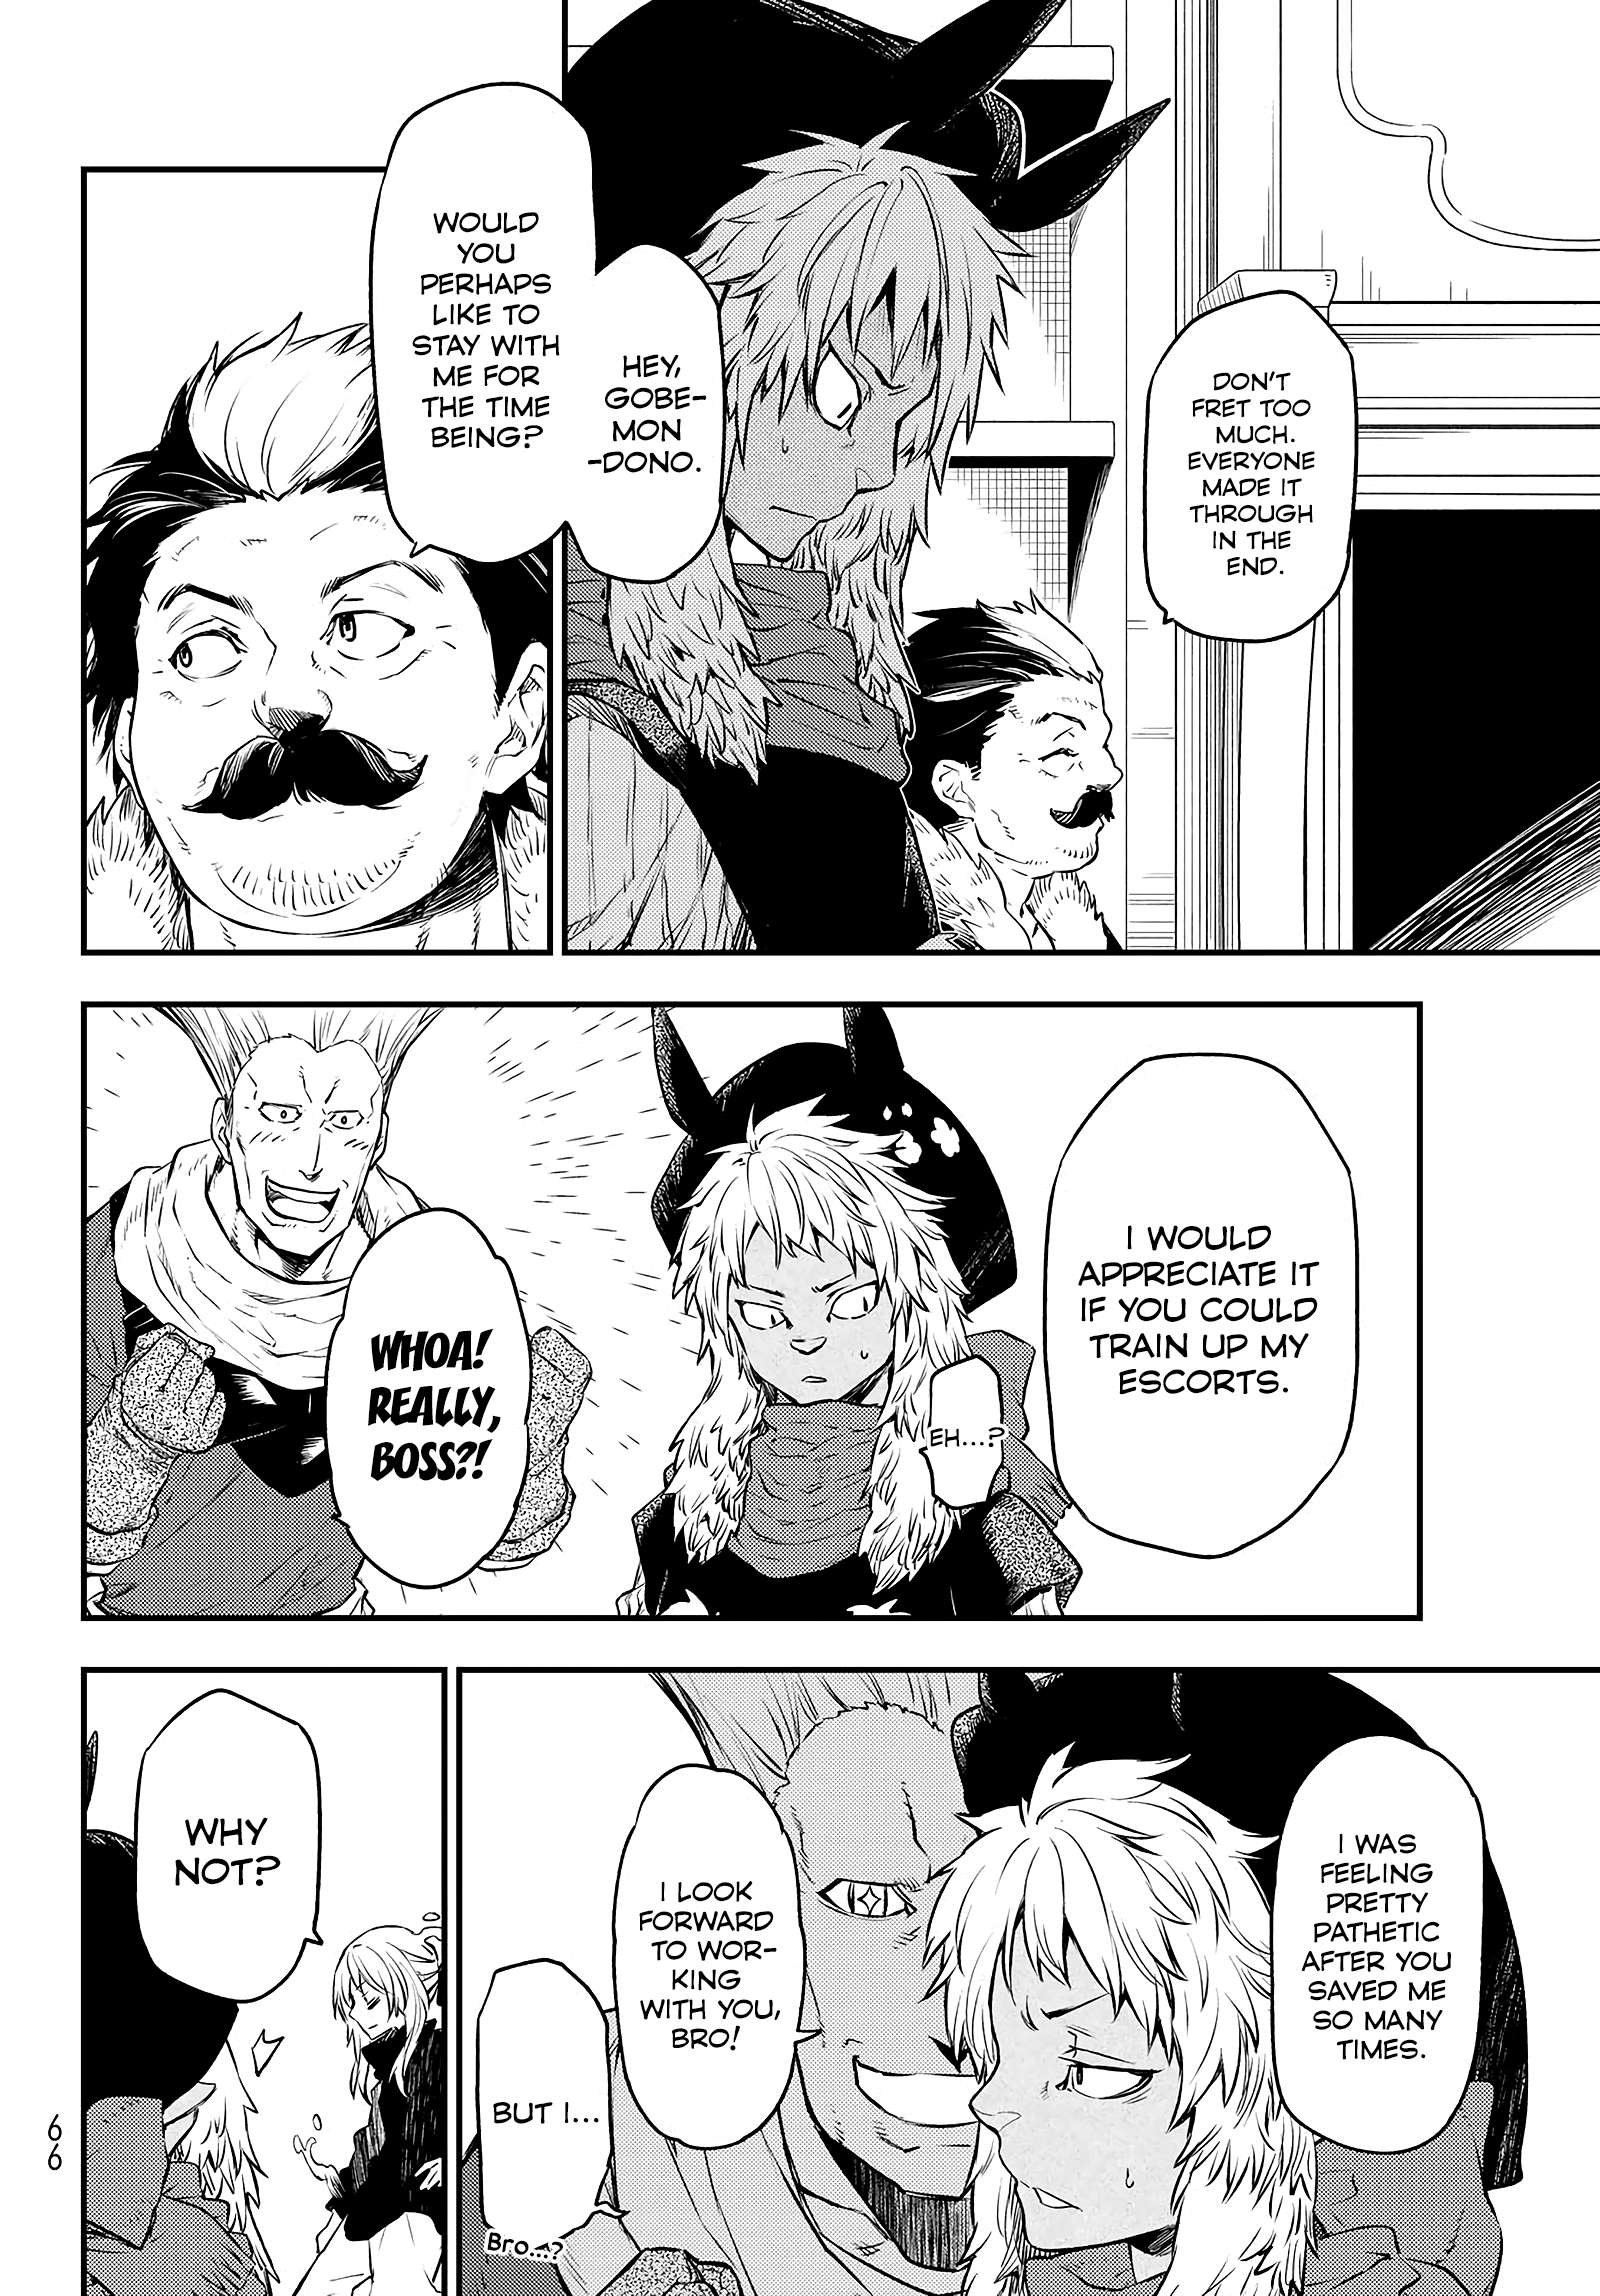 DON'T
FRET TOO
MUCH.
EVERYONE
MADE IT
THROUGH
IN THE
END.
HEY,
GOBE-
MON
-DONO.
WOULD
YOU
PERHAPS
LIKE TO
STAY WITH
ME FOR
THE TIME
BEING?
I WOULD
APPRECIATE IT
IF YOU COULD
TRAIN UP MY
ESCORTS.
EH...?
WHOA!
REALLY,
BOSS?!
I WAS
FEELING
PRETTY
PATHETIC
AFTER YOU
SAVED ME
SO MANY
TIMES.
I LOOK
FORWARD
TO WOR-
KING
WITH YOU,
BRO!
BUT I...
Bro...?
WHY
NOT?
66